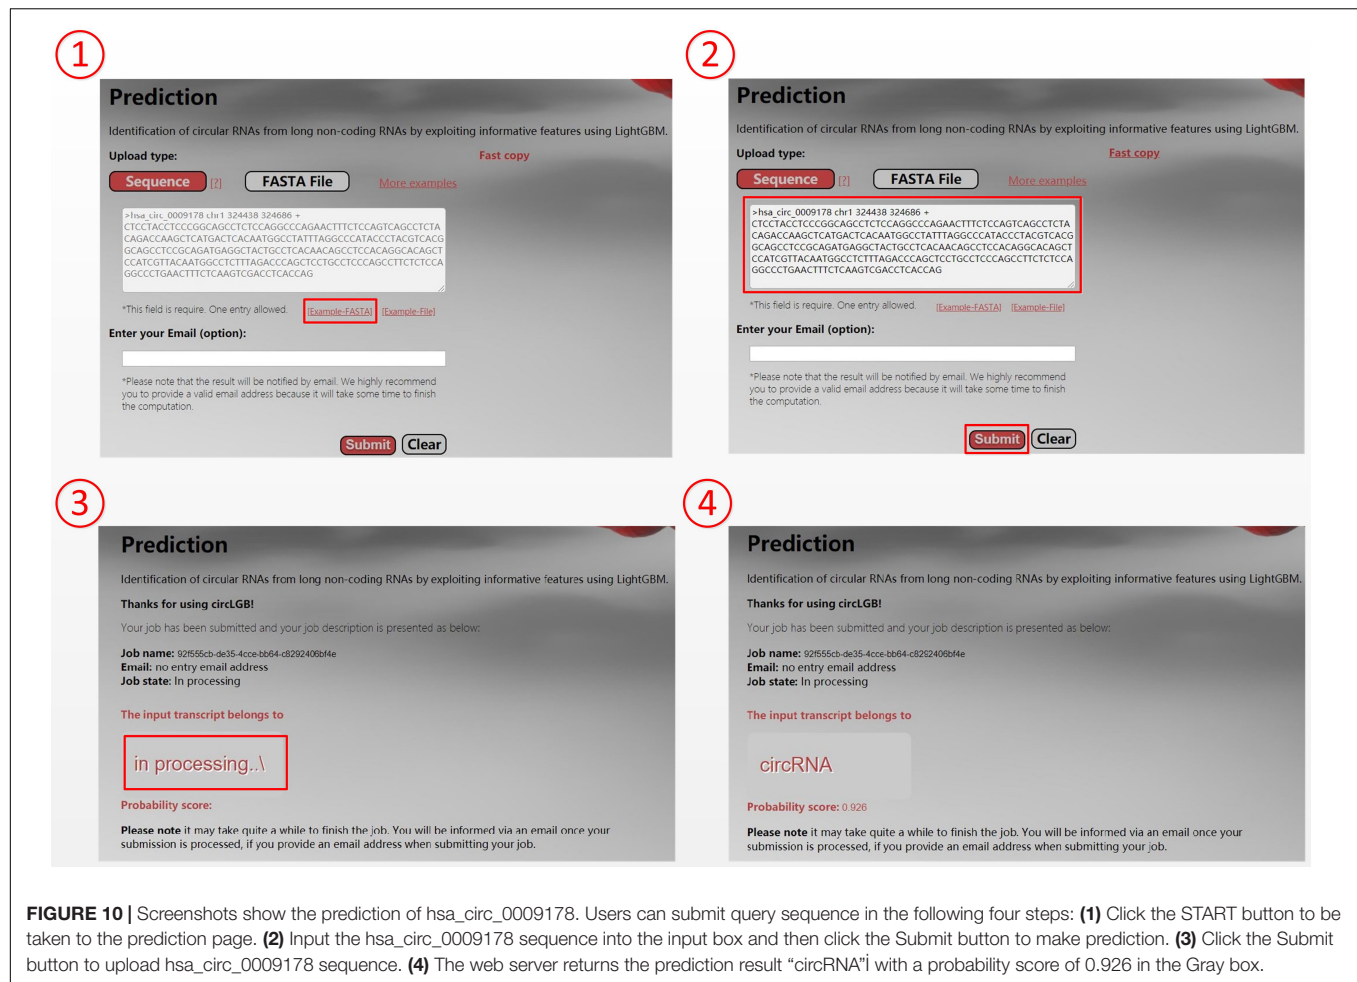 1
Prediction
Identification of circular RNAs from long non-coding RNAs by exploiting informative features using LightGBM.
Upload type:
Fast copy
Sequence [?] FASTA File More examples
>hsa_circ_0009178 chr1 324438 324686 +
CTCCTACCTCCCGGCAGCCTCTCCAGGCCCAGAACTTTCTCCAGTCAGCCTCTA
CAGACCAAGCTCATGACTCACAATGGCCTATTTAGGCCCATACCCTACGTCACG
GCAGCCTCCGCAGATGAGGCTACTGCCTCACAACAGCCTCCACAGGCACAGCT
CCATCGTTACAATGGCCTCTTTAGACCCAGCTCCTGCCTCCCAGCCTTCTCTCCA
GGCCCTGAACTTTCTCAAGTCGACCTCACCAG
*This field is require. One entry allowed. [Example-FASTA] [Example-File]
Enter your Email (option):
*Please note that the result will be notified by email. We highly recommend
you to provide a valid email address because it will take some time to finish
the computation.
Submit Clear
2
Prediction
Identification of circular RNAs from long non-coding RNAs by exploiting informative features using LightGBM.
Upload type:
Fast copy
Sequence [?] FASTA File More examples
>hsa_circ_0009178 chr1 324438 324686 +
CTCCTACCTCCCGGCAGCCTCTCCAGGCCCAGAACTTTCTCCAGTCAGCCTCTA
CAGACCAAGCTCATGACTCACAATGGCCTATTTAGGCCCATACCCTACGTCACG
GCAGCCTCCGCAGATGAGGCTACTGCCTCACAACAGCCTCCACAGGCACAGCT
CCATCGTTACAATGGCCTCTTTAGACCCAGCTCCTGCCTCCCAGCCTTCTCTCCA
GGCCCTGAACTTTCTCAAGTCGACCTCACCAG
*This field is require. One entry allowed. [Example-FASTA] [Example-File]
Enter your Email (option):
*Please note that the result will be notified by email. We highly recommend
you to provide a valid email address because it will take some time to finish
the computation.
Submit Clear
3
Prediction
Identification of circular RNAs from long non-coding RNAs by exploiting informative features using LightGBM.
Thanks for using circLGB!
Your job has been submitted and your job description is presented as below:
Job name: 92f555cb-de35-4cce-bb64-c8292406bf4e
Email: no entry email address
Job state: In processing
The input transcript belongs to
in processing..\
Probability score:
Please note it may take quite a while to finish the job. You will be informed via an email once your
submission is processed, if you provide an email address when submitting your job.
4
Prediction
Identification of circular RNAs from long non-coding RNAs by exploiting informative features using LightGBM.
Thanks for using circLGB!
Your job has been submitted and your job description is presented as below:
Job name: 92f555cb-de35-4cce-bb64-c8292406bf4e
Email: no entry email address
Job state: In processing
The input transcript belongs to
circRNA
Probability score: 0.926
Please note it may take quite a while to finish the job. You will be informed via an email once your
submission is processed, if you provide an email address when submitting your job.
FIGURE 10 | Screenshots show the prediction of hsa_circ_0009178. Users can submit query sequence in the following four steps: (1) Click the START button to be
taken to the prediction page. (2) Input the hsa_circ_0009178 sequence into the input box and then click the Submit button to make prediction. (3) Click the Submit
button to upload hsa_circ_0009178 sequence. (4) The web server returns the prediction result “circRNA”İ with a probability score of 0.926 in the Gray box.